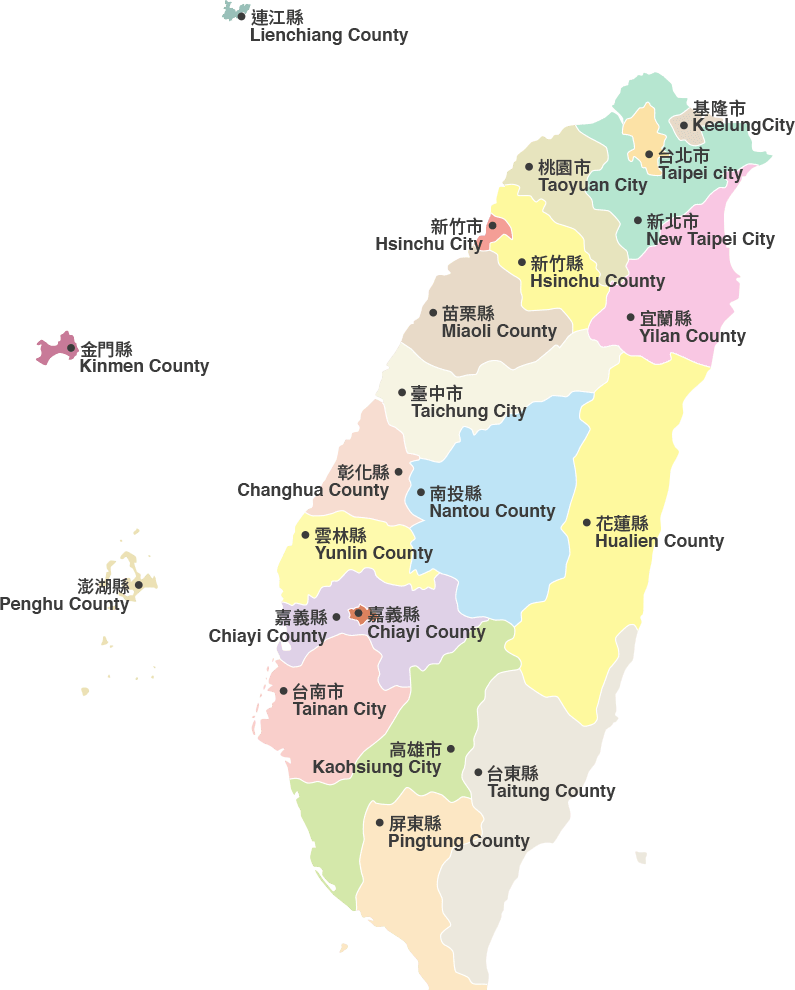 連江縣
Lienchiang County
基隆市
KeelungCity
台北市
Taipei city
桃園市
Taoyuan City
新北市
New Taipei City
新竹市
Hsinchu City
新竹縣
Hsinchu County
苗栗縣
Miaoli County
宜蘭縣
Yilan County
金門縣
Kinmen County
臺中市
Taichung City
彰化縣
Changhua County
南投縣
Nantou County
花蓮縣
Hualien County
雲林縣
Yunlin County
澎湖縣
Penghu County
嘉義縣
Chiayi County
嘉義縣
Chiayi County
台南市
Tainan City
高雄市
Kaohsiung City
台東縣
Taitung County
屏東縣
Pingtung County